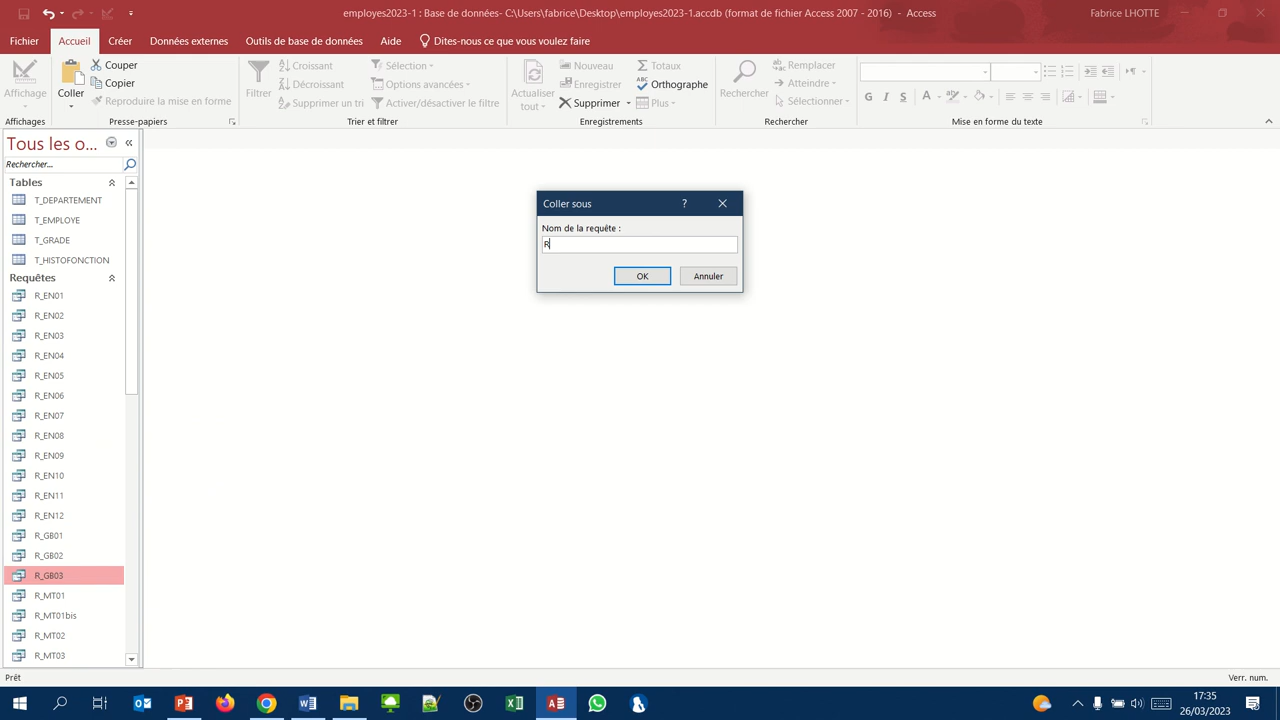 employes2023-1 : Base de données- C:\Users\fabrice\Desktop\employes2023-1.accdb (format de fichier Access 2007 - 2016) - Access
Fabrice LHOTTE
Fichier
Accueil
Créer
Données externes
Outils de base de données
Aide
Dites-nous ce que vous voulez faire
Affichage
Coller
Couper
Copier
Reproduire la mise en forme
Filtrer
Croissant
Décroissant
Supprimer un tri
Sélection
Options avancées
Activer/désactiver le filtre
Actualiser
tout
Nouveau
Enregistrer
Supprimer
Totaux
Orthographe
Plus
Rechercher
Remplacer
Atteindre
Sélectionner
G I S
Affichages
Presse-papiers
Trier et filtrer
Enregistrements
Rechercher
Mise en forme du texte
Tous les o...
Rechercher...
Tables
T_DEPARTEMENT
T_EMPLOYE
T_GRADE
T_HISTOFONCTION
Requêtes
R_EN01
R_EN02
R_EN03
R_EN04
R_EN05
R_EN06
R_EN07
R_EN08
R_EN09
R_EN10
R_EN11
R_EN12
R_GB01
R_GB02
R_GB03
R_MT01
R_MT01bis
R_MT02
R_MT03
Coller sous
Nom de la requête :
R
OK
Annuler
Prêt
Verr. num.
17:35
26/03/2023